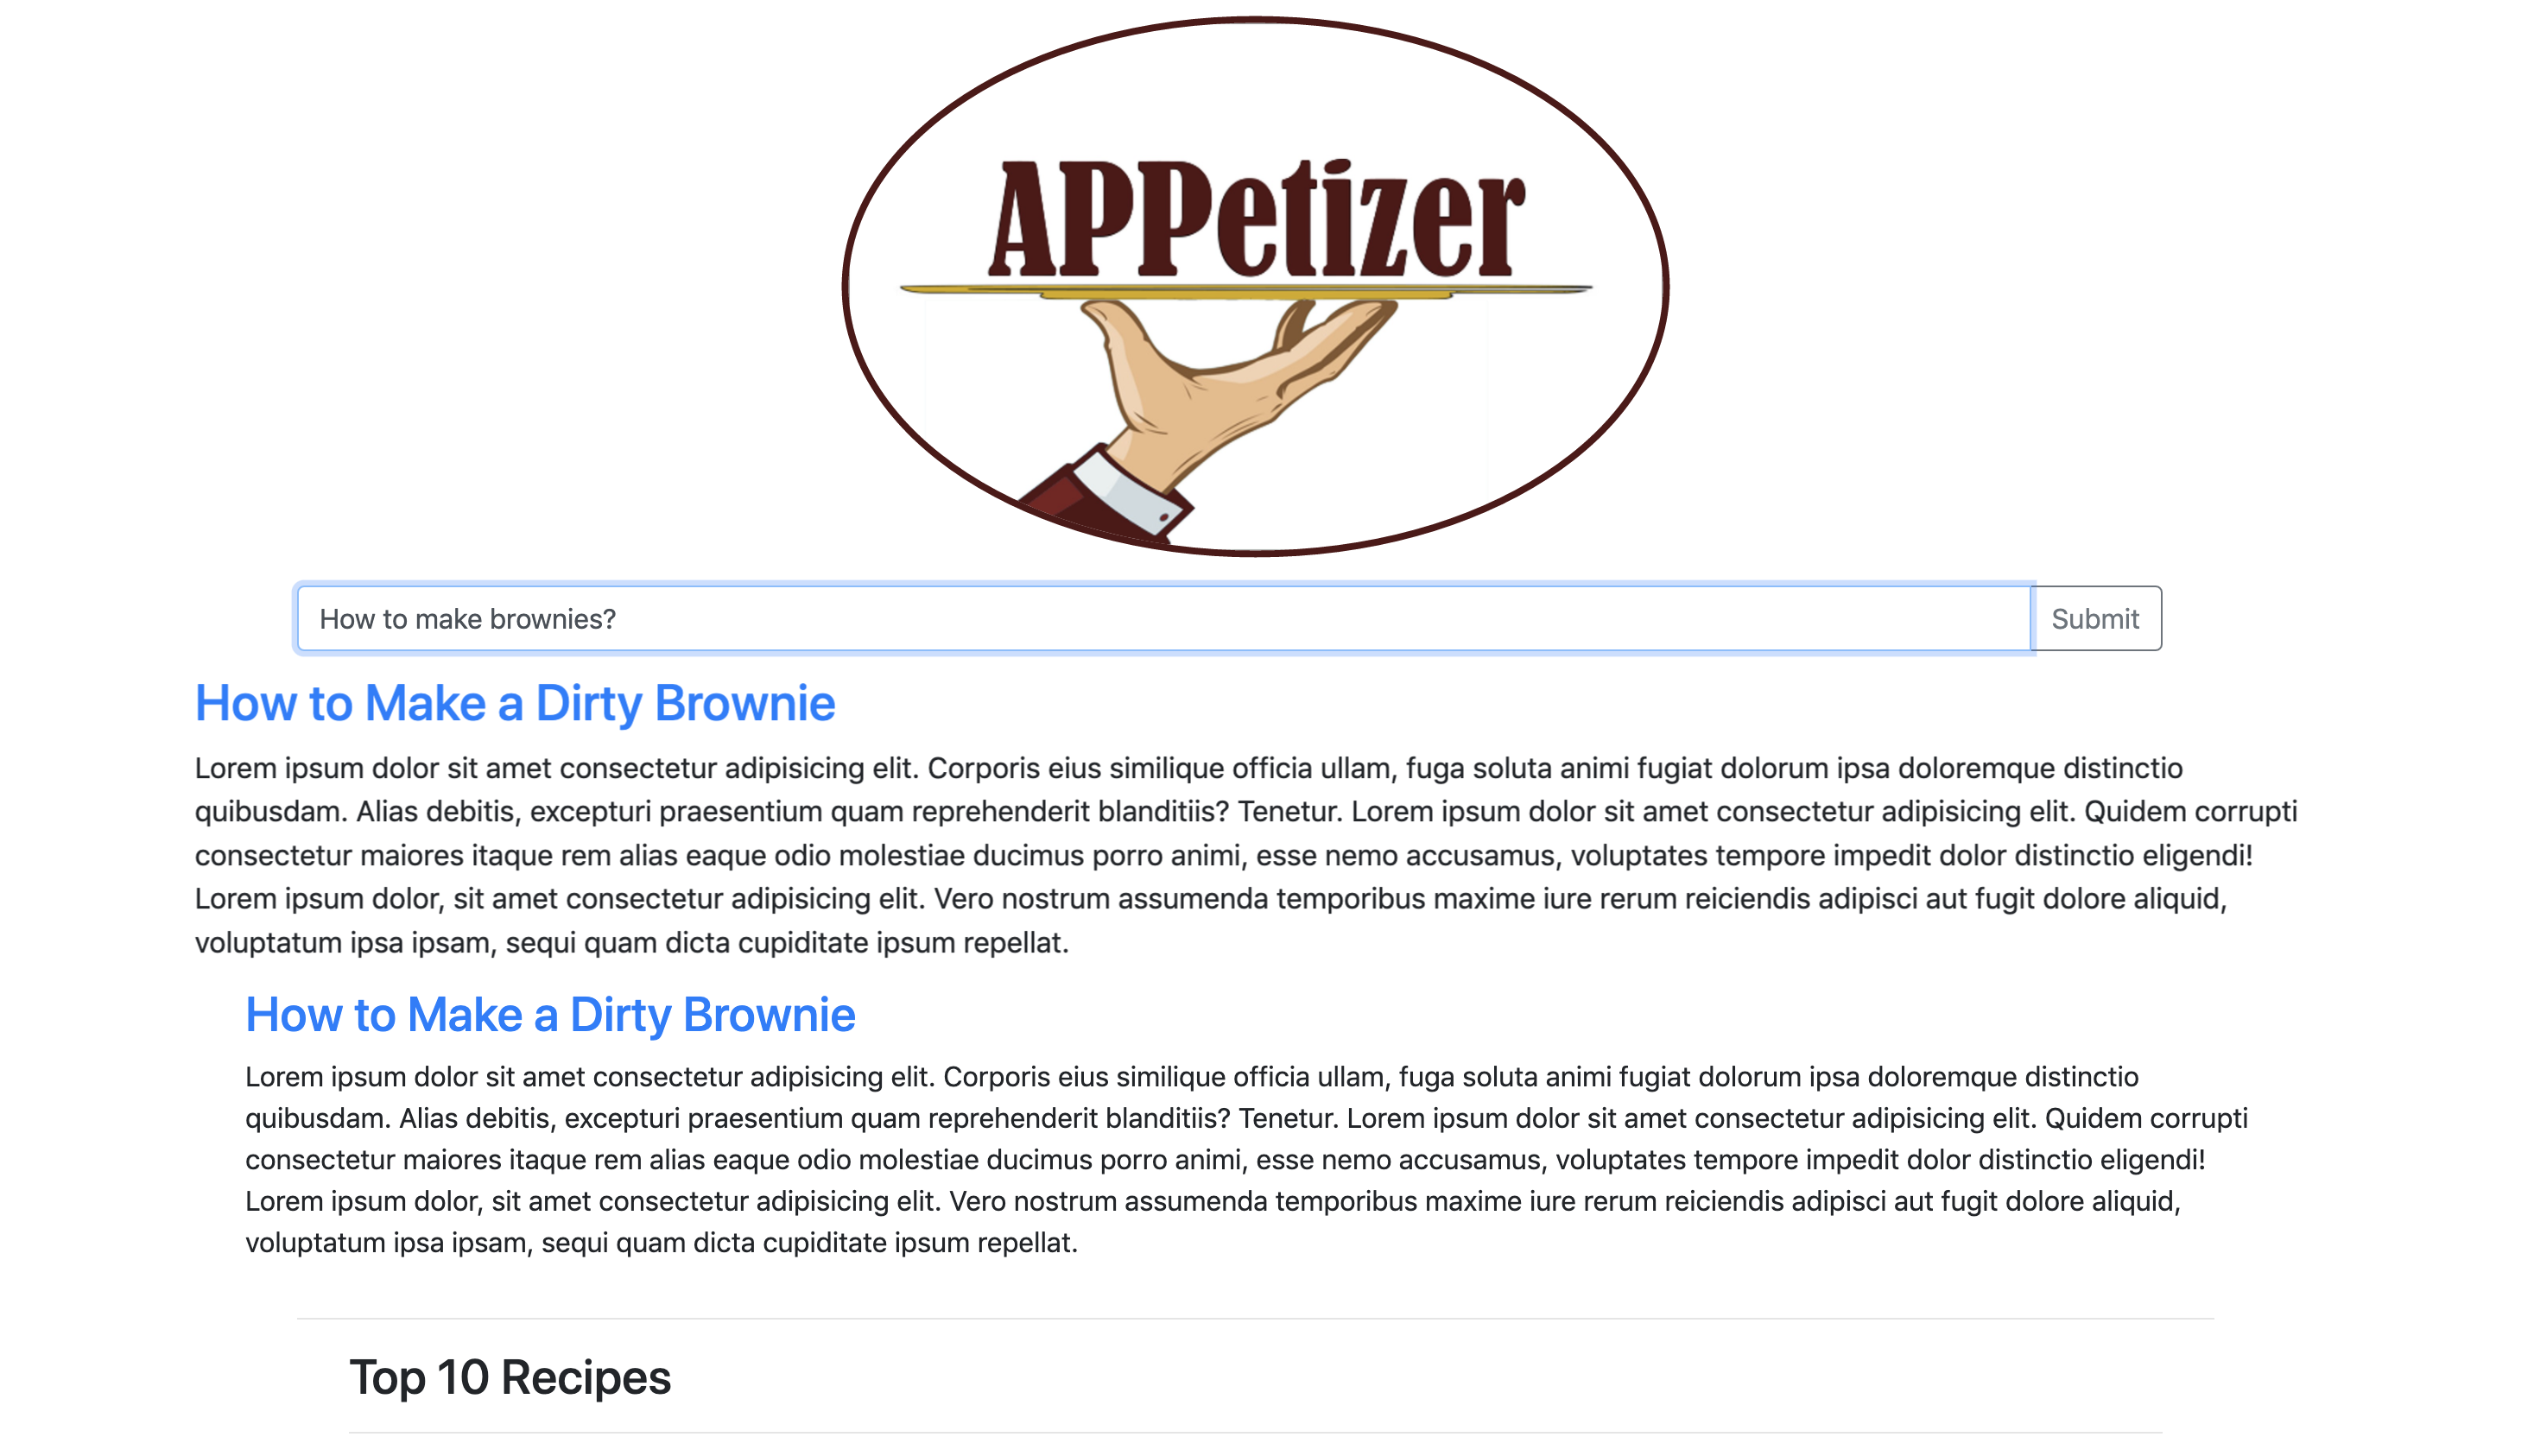 APPetizer
How to make brownies?
Submit
How to Make a Dirty Brownie
Lorem ipsum dolor sit amet consectetur adipisicing elit. Corporis eius similique officia ullam, fuga soluta animi fugiat dolorum ipsa doloremque distinctio
quibusdam. Alias debitis, excepturi praesentium quam reprehenderit blanditiis? Tenetur. Lorem ipsum dolor sit amet consectetur adipisicing elit. Quidem corrupti
consectetur maiores itaque rem alias eaque odio molestiae ducimus porro animi, esse nemo accusamus, voluptates tempore impedit dolor distinctio eligendi!
Lorem ipsum dolor, sit amet consectetur adipisicing elit. Vero nostrum assumenda temporibus maxime iure rerum reiciendis adipisci aut fugit dolore aliquid,
voluptatum ipsa ipsam, sequi quam dicta cupiditate ipsum repellat.
How to Make a Dirty Brownie
Lorem ipsum dolor sit amet consectetur adipisicing elit. Corporis eius similique officia ullam, fuga soluta animi fugiat dolorum ipsa doloremque distinctio
quibusdam. Alias debitis, excepturi praesentium quam reprehenderit blanditiis? Tenetur. Lorem ipsum dolor sit amet consectetur adipisicing elit. Quidem corrupti
consectetur maiores itaque rem alias eaque odio molestiae ducimus porro animi, esse nemo accusamus, voluptates tempore impedit dolor distinctio eligendi!
Lorem ipsum dolor, sit amet consectetur adipisicing elit. Vero nostrum assumenda temporibus maxime iure rerum reiciendis adipisci aut fugit dolore aliquid,
voluptatum ipsa ipsam, sequi quam dicta cupiditate ipsum repellat.
Top 10 Recipes